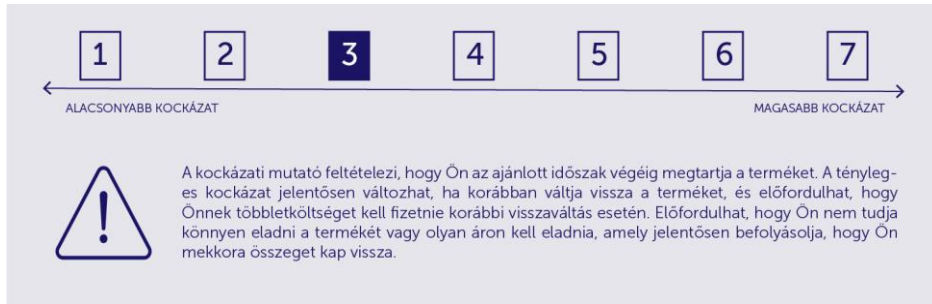 1 2 3 4 5 6 7
ALACSONYABB KOCKÁZAT MAGASABB KOCKÁZAT
A kockázati mutató feltételezi, hogy Ön az ajánlott időszak végéig megtartja a terméket. A tényleg-
es kockázat jelentősen változhat, ha korábban váltja vissza a terméket, és előfordulhat, hogy
Önnek többletköltséget kell fizetnie korábbi visszaváltás esetén. Előfordulhat, hogy Ön nem tudja
könnyen eladni a termékét vagy olyan áron kell eladnia, amely jelentősen befolyásolja, hogy Ön
mekkora összeget kap vissza.